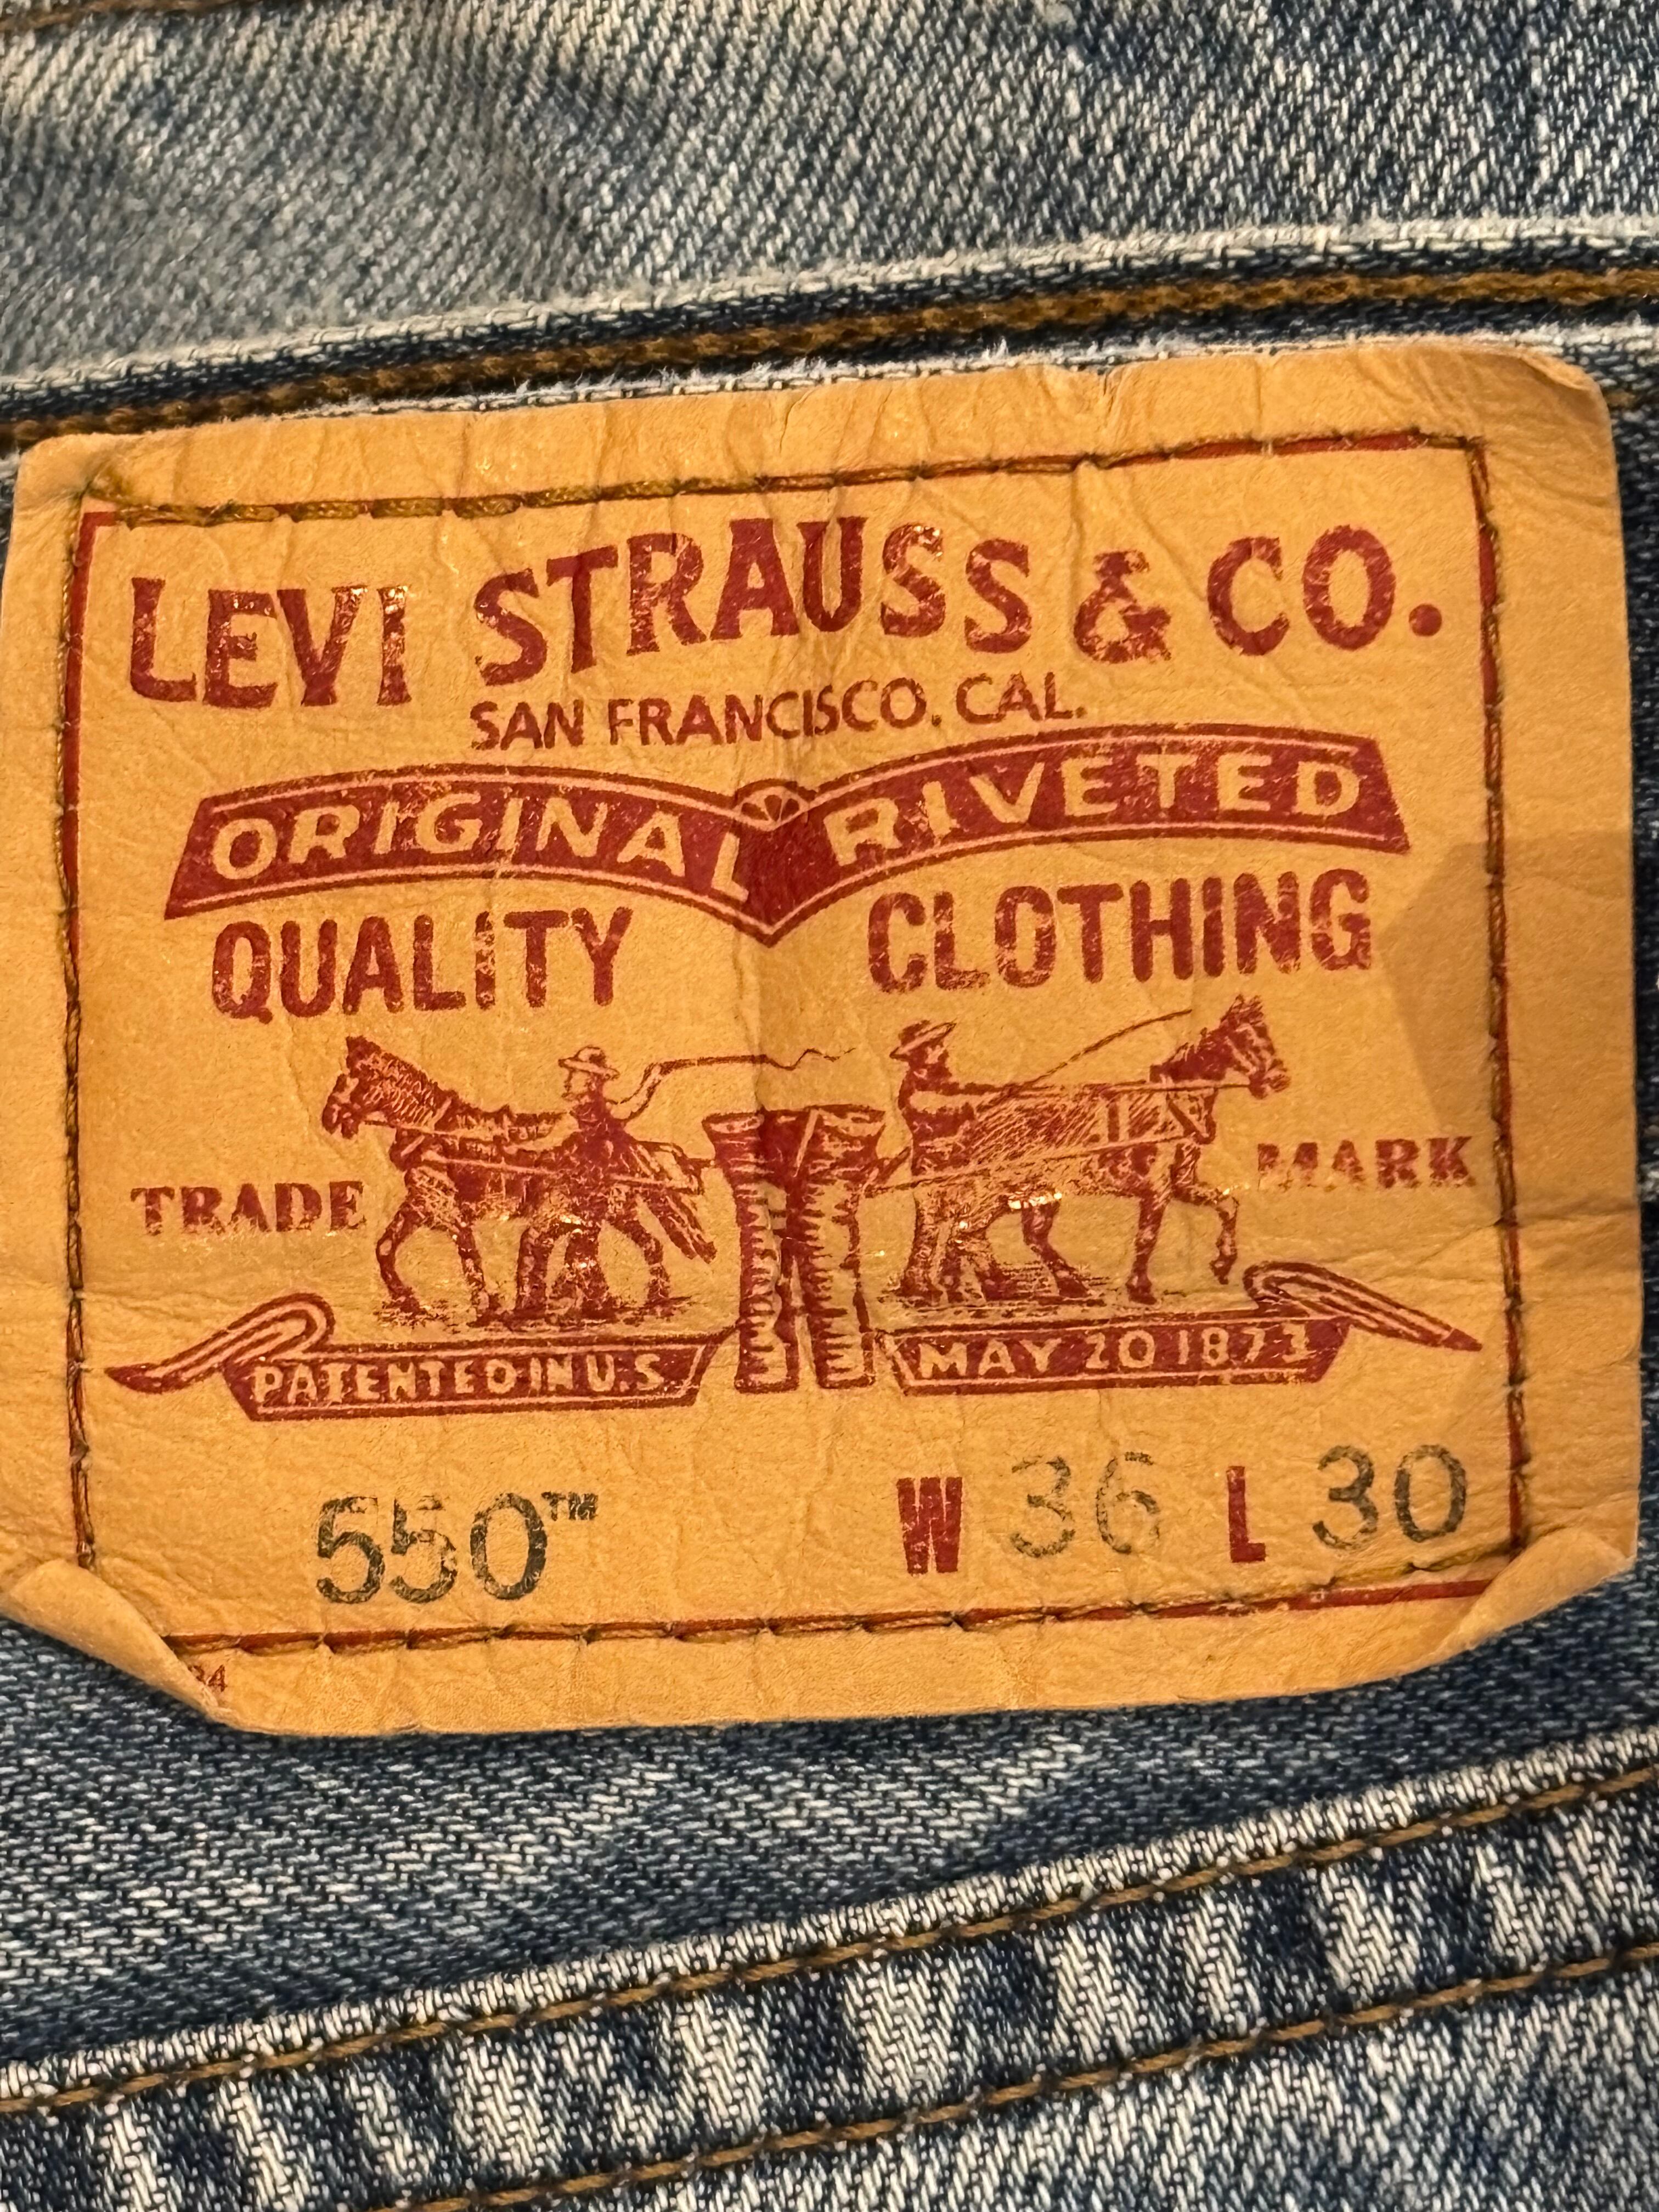 LEVI STRAUSS & CO.
SAN FRANCISCO. CAL.
ORIGINAL RIVETED
QUALITY CLOTHING
TRADE MARK
PATENTED IN U.S MAY 20 1873
550™ W 36 L 30